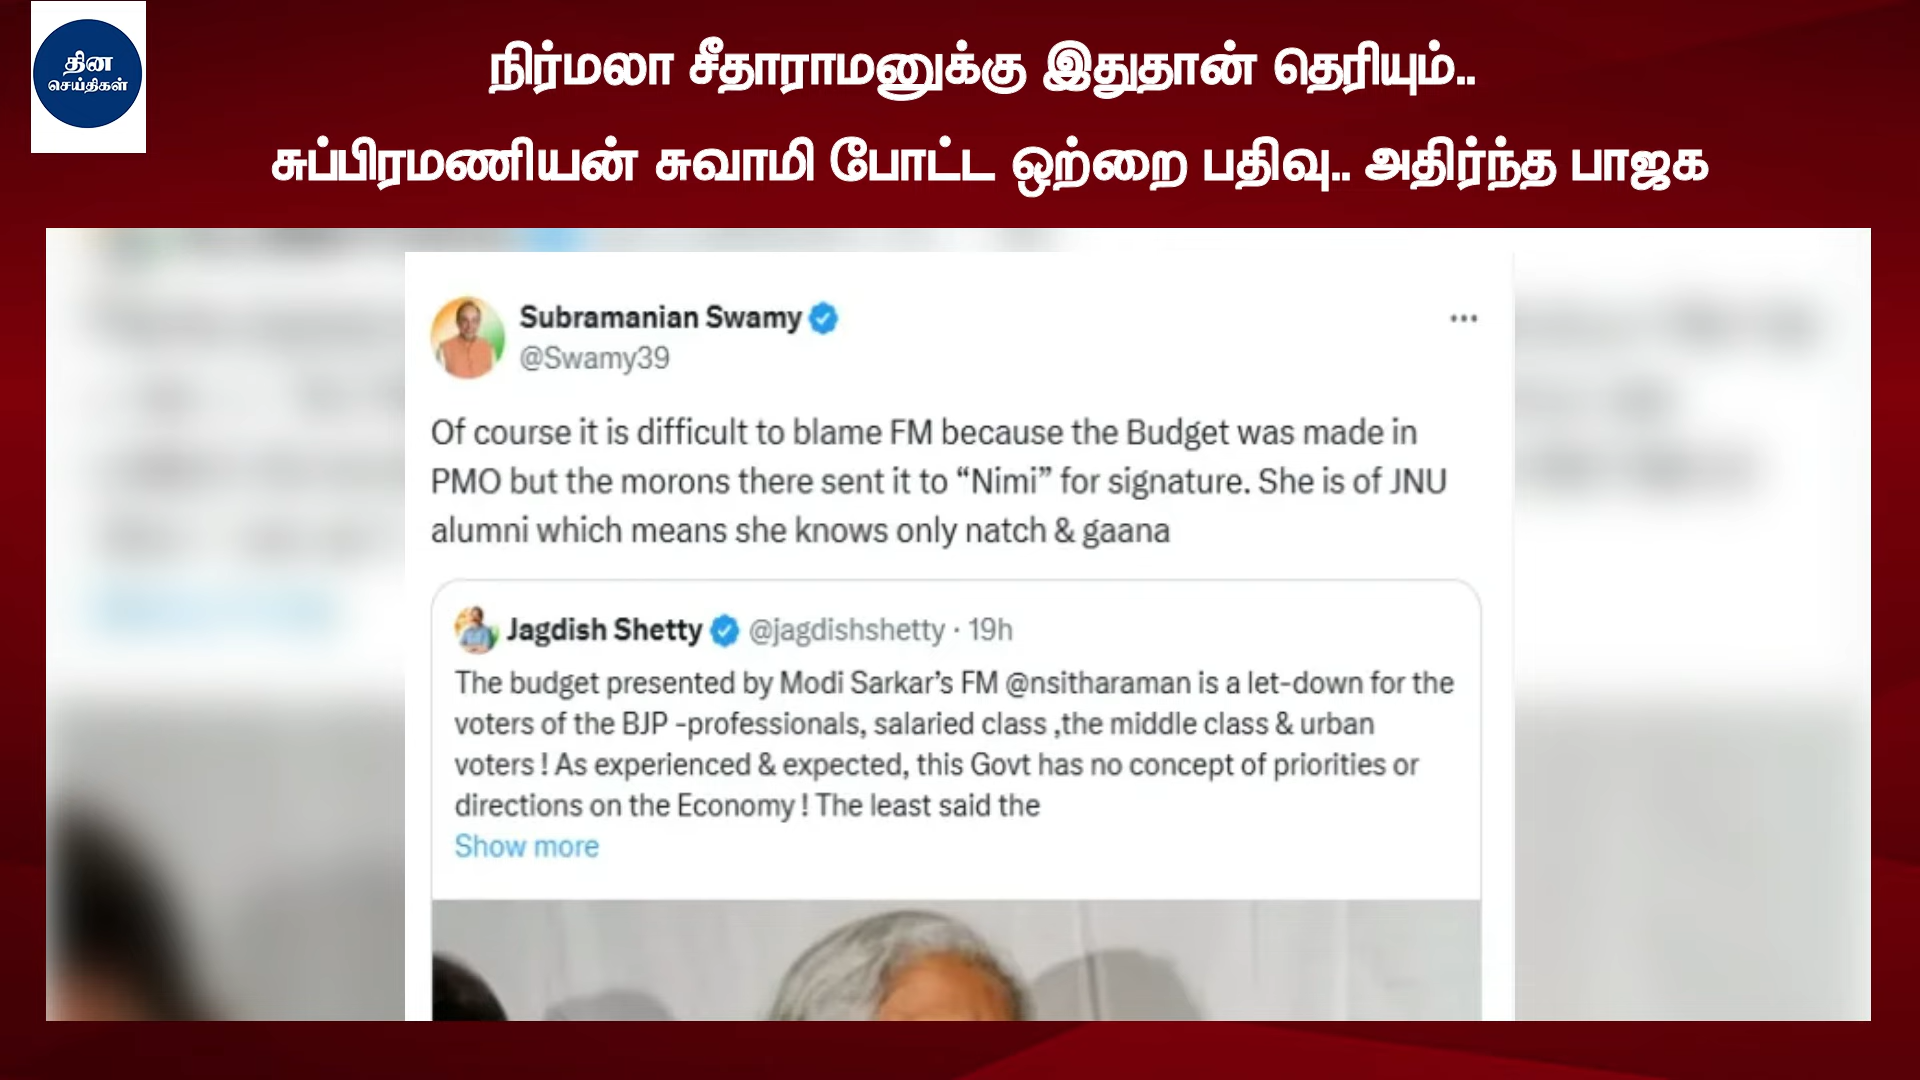 தின
செய்திகள்
நிர்மலா சீதாராமனுக்கு இதுதான் தெரியும்..
சுப்பிரமணியன் சுவாமி போட்ட ஒற்றை பதிவு.. அதிர்ந்த பாஜக
Subramanian Swamy
@Swamy39
Of course it is difficult to blame FM because the Budget was made in
PMO but the morons there sent it to “Nimi” for signature. She is of JNU
alumni which means she knows only natch & gaana
Jagdish Shetty @jagdishshetty · 19h
The budget presented by Modi Sarkar’s FM @nsitharaman is a let-down for the
voters of the BJP -professionals, salaried class ,the middle class & urban
voters ! As experienced & expected, this Govt has no concept of priorities or
directions on the Economy ! The least said the
Show more